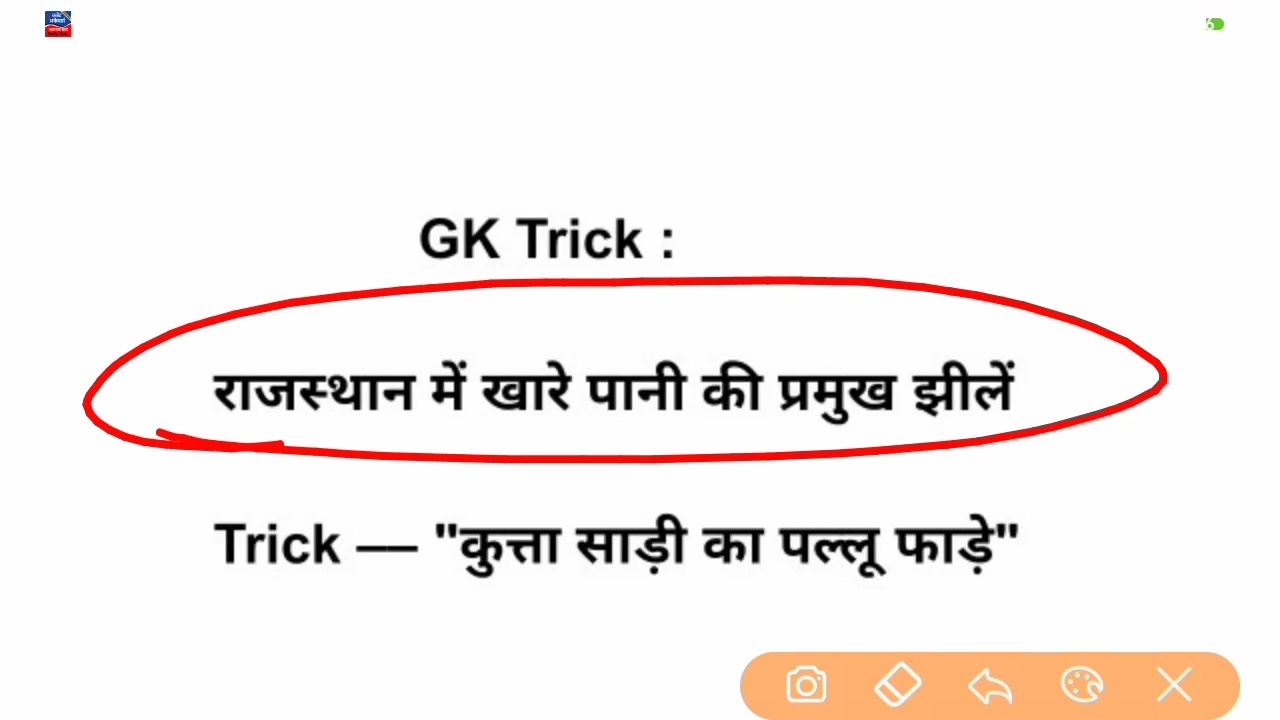 GK Trick :
राजस्थान में खारे पानी की प्रमुख झीलें
Trick — "कुत्ता साड़ी का पल्लू फाड़े"